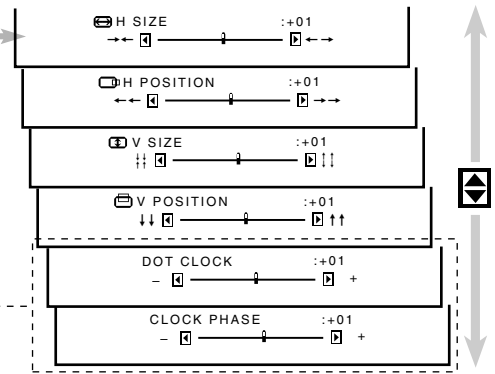 H SIZE :+01
H POSITION :+01
V SIZE :+01
V POSITION :+01
DOT CLOCK :+01
– +
CLOCK PHASE :+01
– +